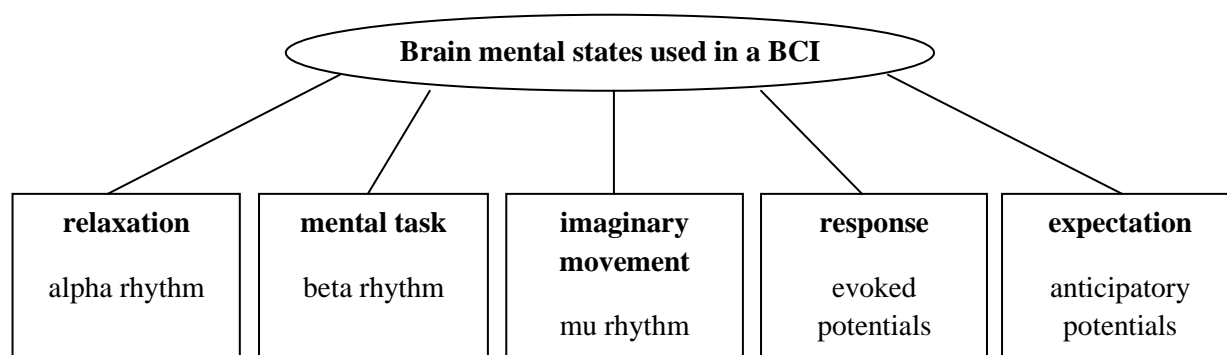 Brain mental states used in a BCI
relaxation
alpha rhythm
mental task
beta rhythm
imaginary
movement
mu rhythm
response
evoked
potentials
expectation
anticipatory
potentials